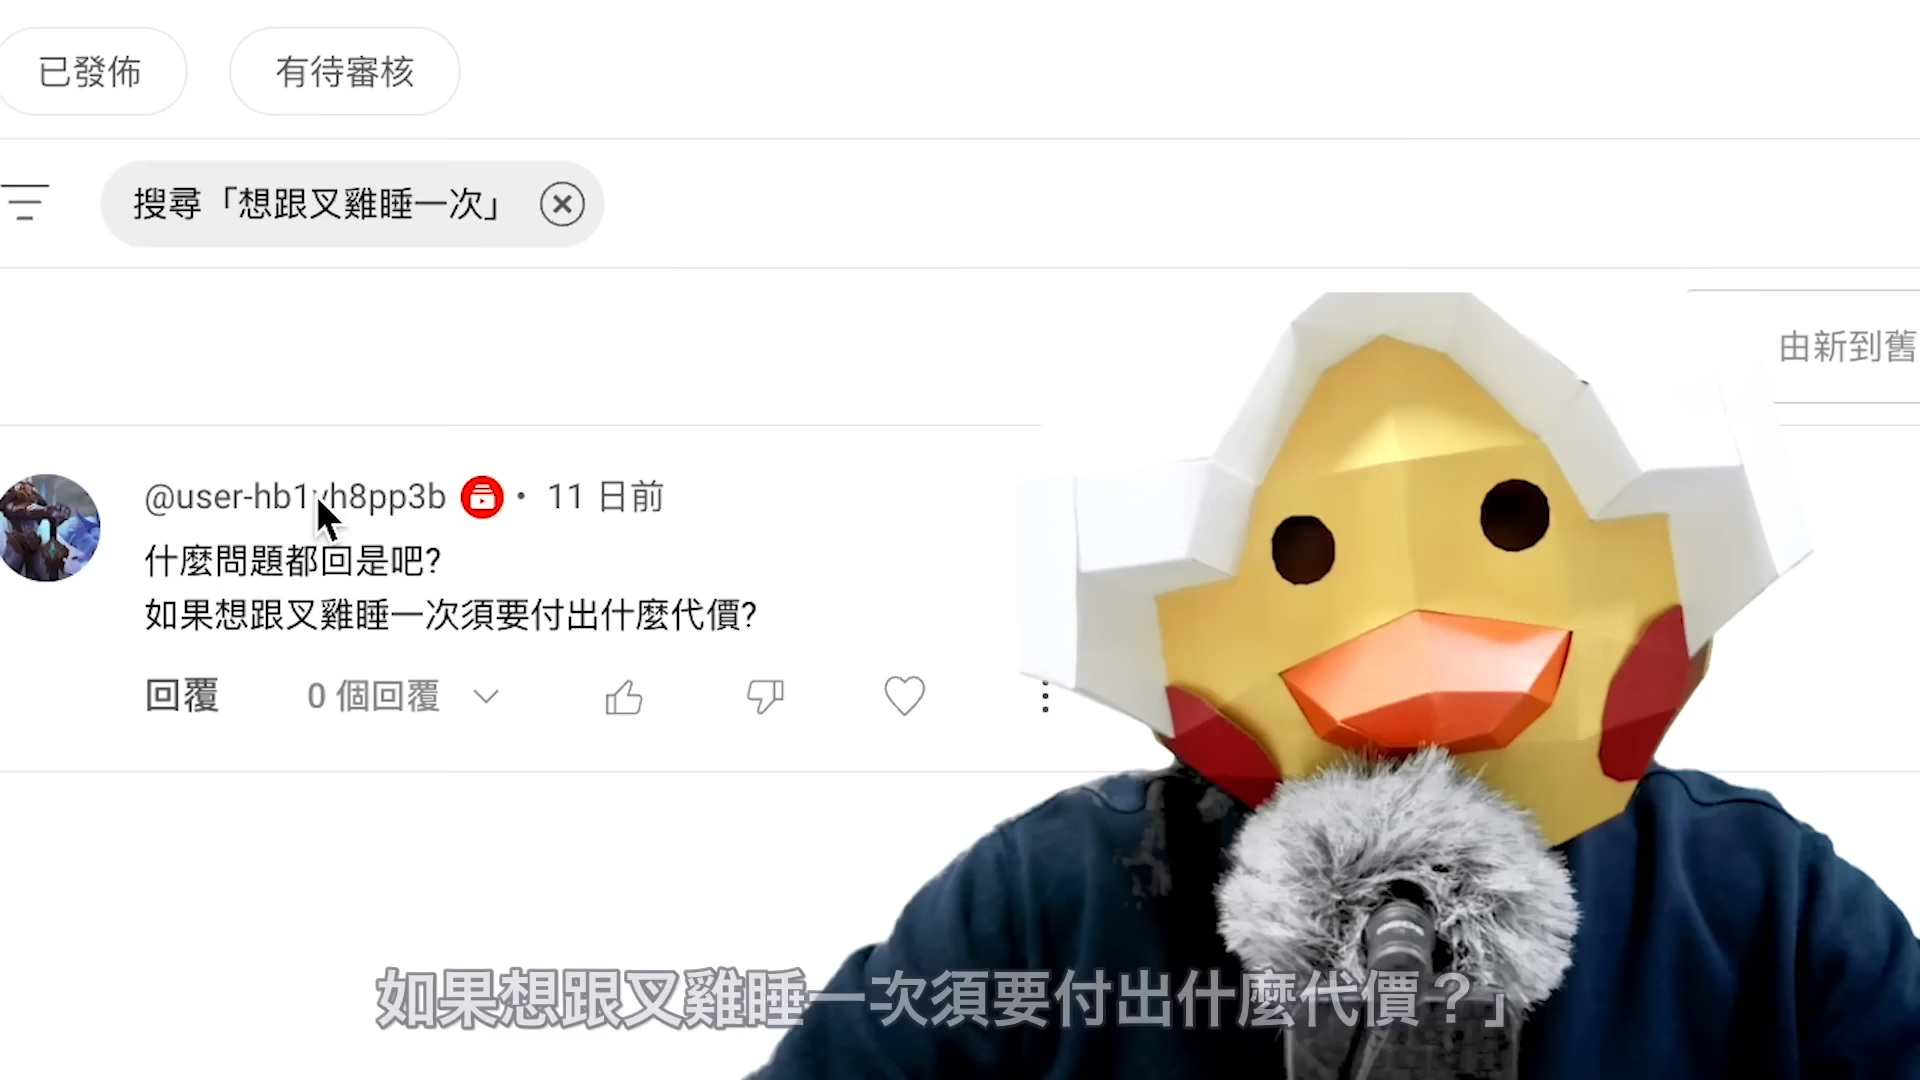 已發佈
有待審核
搜尋「想跟叉雞睡一次」
由新到舊
@user-hb1yh8pp3b • 11 日前
什麼問題都回是吧?
如果想跟叉雞睡一次須要付出什麼代價?
回覆
0 個回覆
如果想跟叉雞睡一次須要付出什麼代價？」